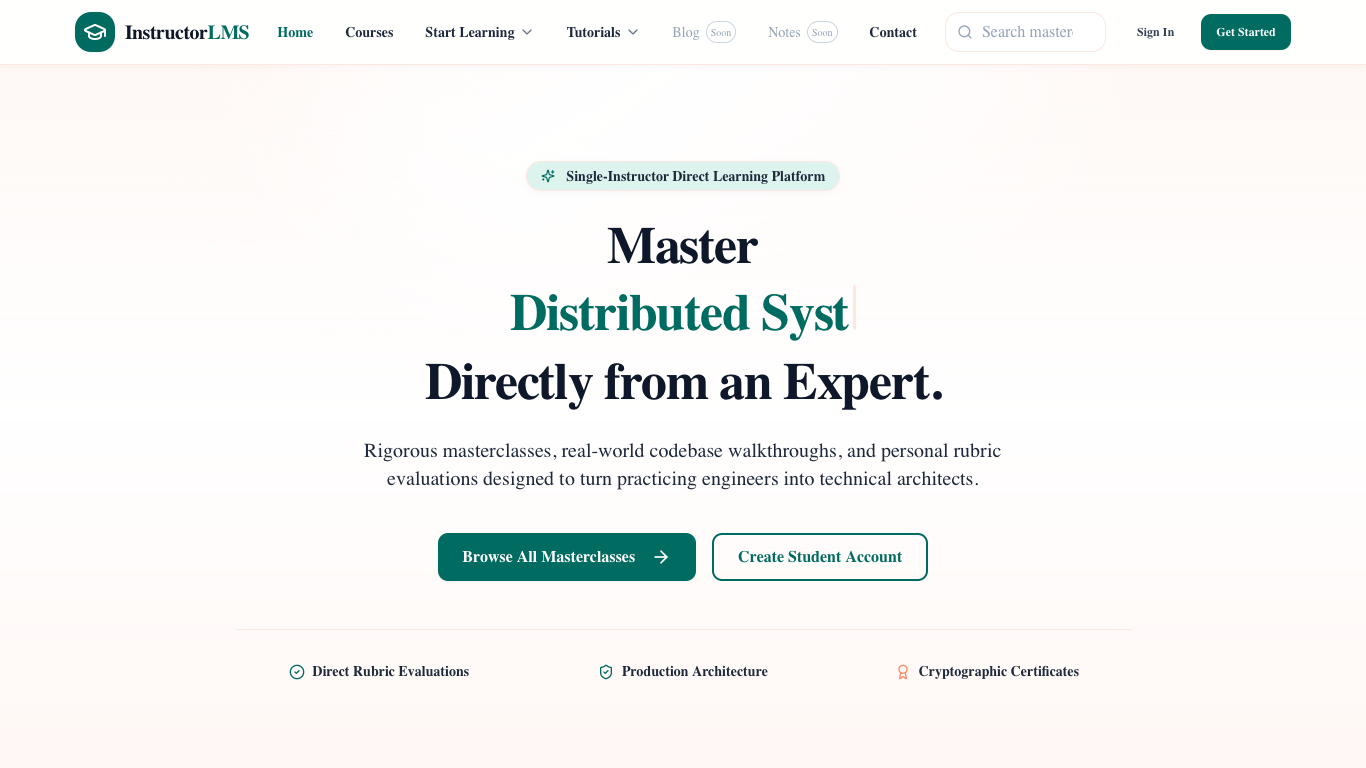 InstructorLMS
Home
Courses
Start Learning
Tutorials
Blog Soon
Notes Soon
Contact
Search master
Sign In
Get Started
Single-Instructor Direct Learning Platform
Master
Distributed Syst
Directly from an Expert.
Rigorous masterclasses, real-world codebase walkthroughs, and personal rubric
evaluations designed to turn practicing engineers into technical architects.
Browse All Masterclasses
Create Student Account
Direct Rubric Evaluations
Production Architecture
Cryptographic Certificates